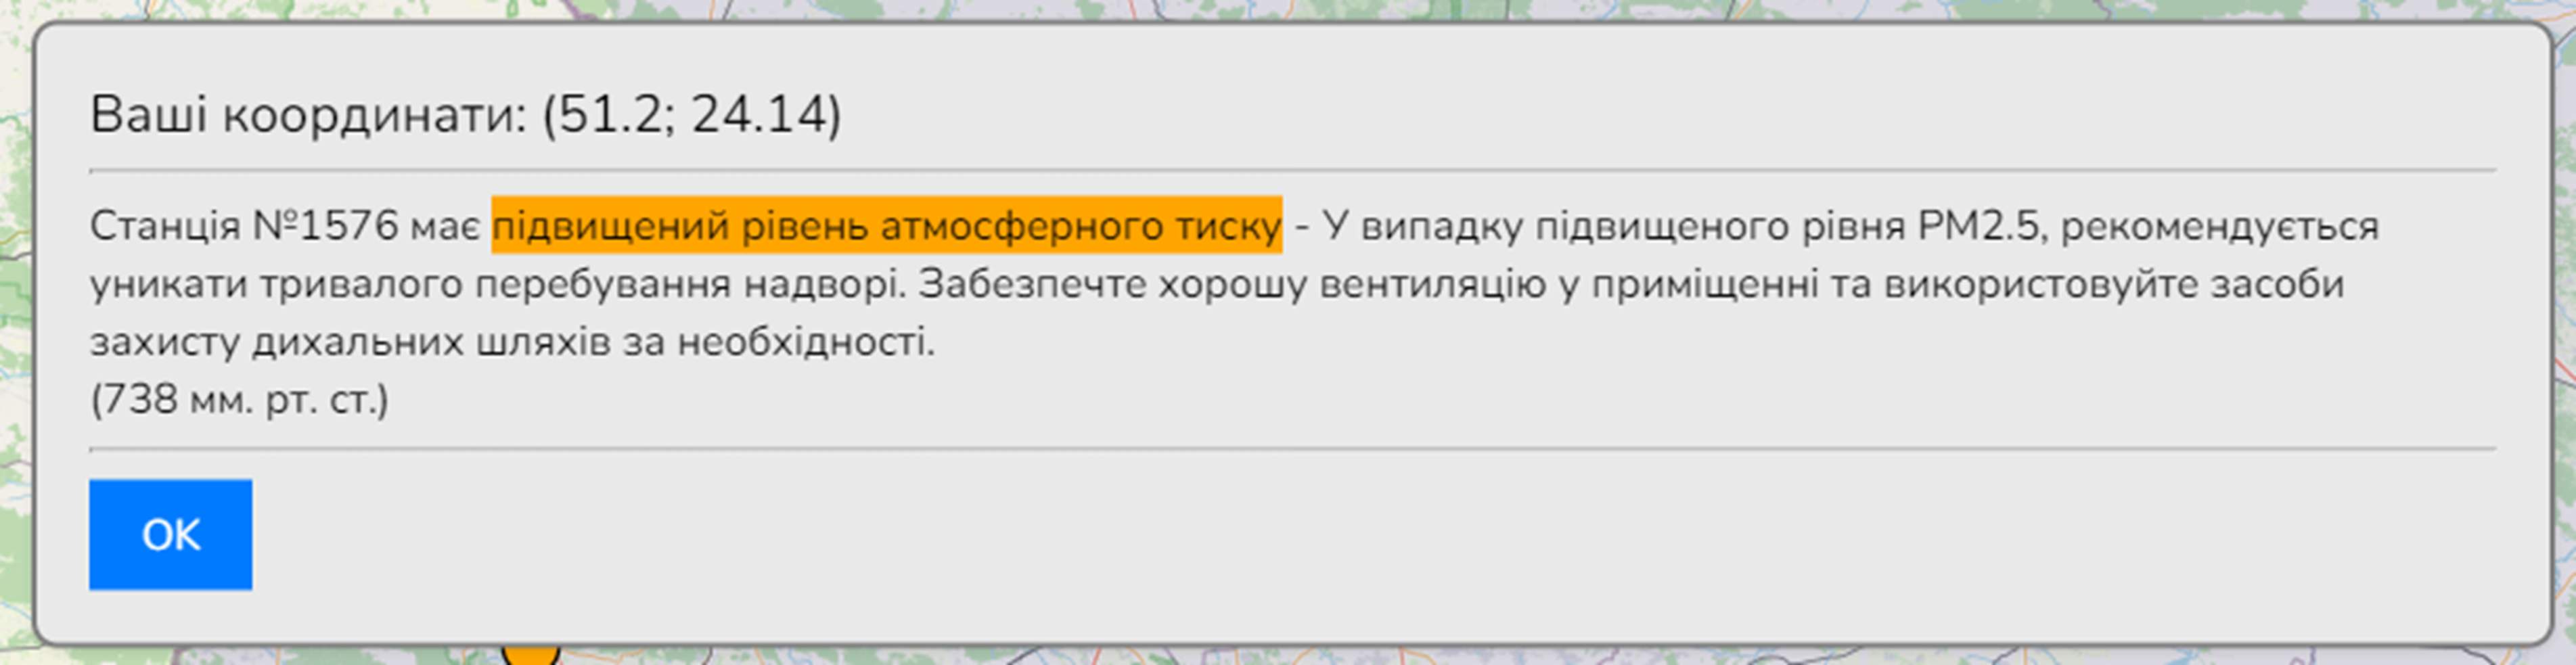 Ваші координати: (51.2; 24.14)
Станція №1576 має підвищений рівень атмосферного тиску - У випадку підвищеного рівня PM2.5, рекомендується
уникати тривалого перебування надворі. Забезпечте хорошу вентиляцію у приміщенні та використовуйте засоби
захисту дихальних шляхів за необхідності.
(738 мм. рт. ст.)
OK